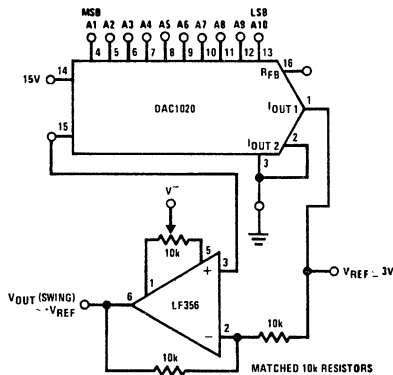 MSB LSB
A1 A2 A3 A4 A5 A6 A7 A8 A9 A10
4 5 6 7 8 9 10 11 12 13
14 15V
16
RFB
DAC1020
IOUT 1 1
15
IOUT 2 2
3
V−
10k
5
1
3
+
VOUT (SWING) 6
LF356
VREF ≤ 3V
−
2 10k
10k
MATCHED 10k RESISTORS